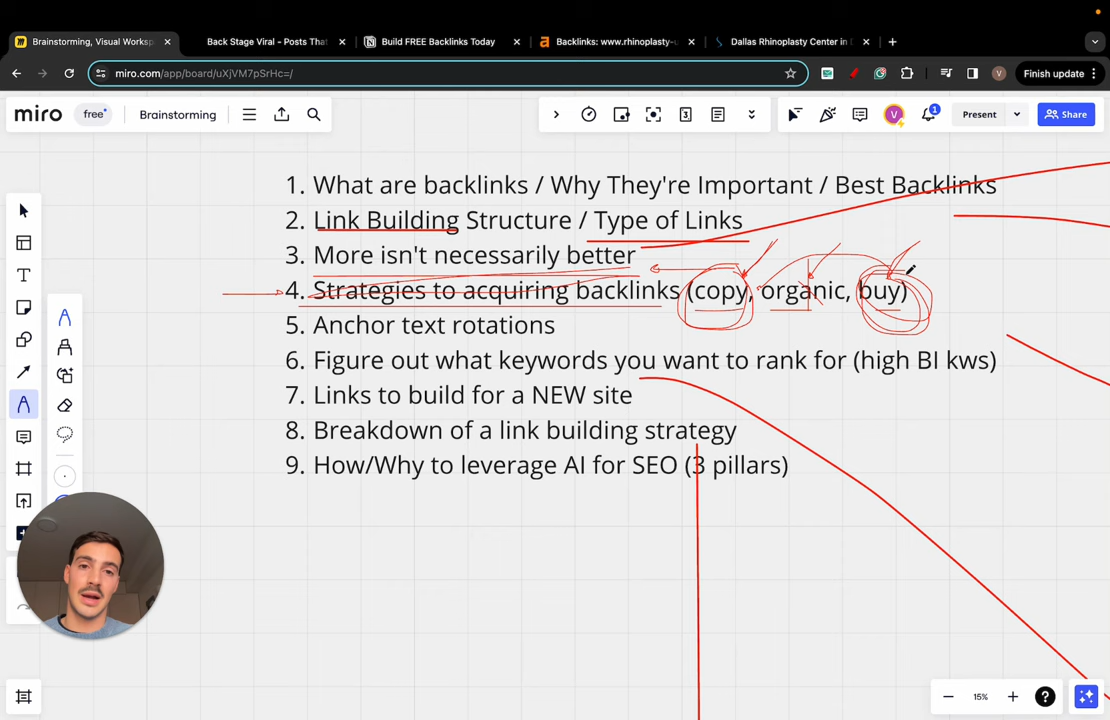 Brainstorming, Visual Worksp
Back Stage Viral - Posts That
Build FREE Backlinks Today
Backlinks: www.rhinoplasty-u
Dallas Rhinoplasty Center in D
miro.com/app/board/uXjVM7pSrHc=/
V
Finish update
miro
free
Brainstorming
3
V
1
Present
Share
1. What are backlinks / Why They're Important / Best Backlinks
2. Link Building Structure / Type of Links
3. More isn't necessarily better
4. Strategies to acquiring backlinks (copy, organic, buy)
5. Anchor text rotations
6. Figure out what keywords you want to rank for (high BI kws)
7. Links to build for a NEW site
8. Breakdown of a link building strategy
9. How/Why to leverage AI for SEO (3 pillars)
15%
?